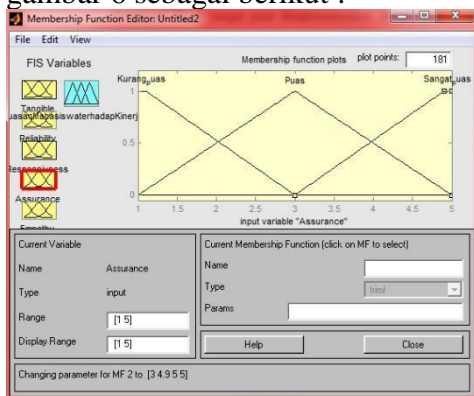 gambar 6 sebagai berikut :
Membership Function Editor: Untitled2
File Edit View
FIS Variables
Membership function plots plot points: 181
Kurang_puas Puas Sangat_puas
Tangible
Reliability
Responsiveness
Assurance
Empathy
1
0.5
0
1 1.5 2 2.5 3 3.5 4 4.5 5
input variable "Assurance"
Current Variable
Name Assurance
Type input
Range [1 5]
Display Range [1 5]
Current Membership Function (click on MF to select)
Name
Type trimf
Params
Help Close
Changing parameter for MF 2 to [3 4.9 5 5]